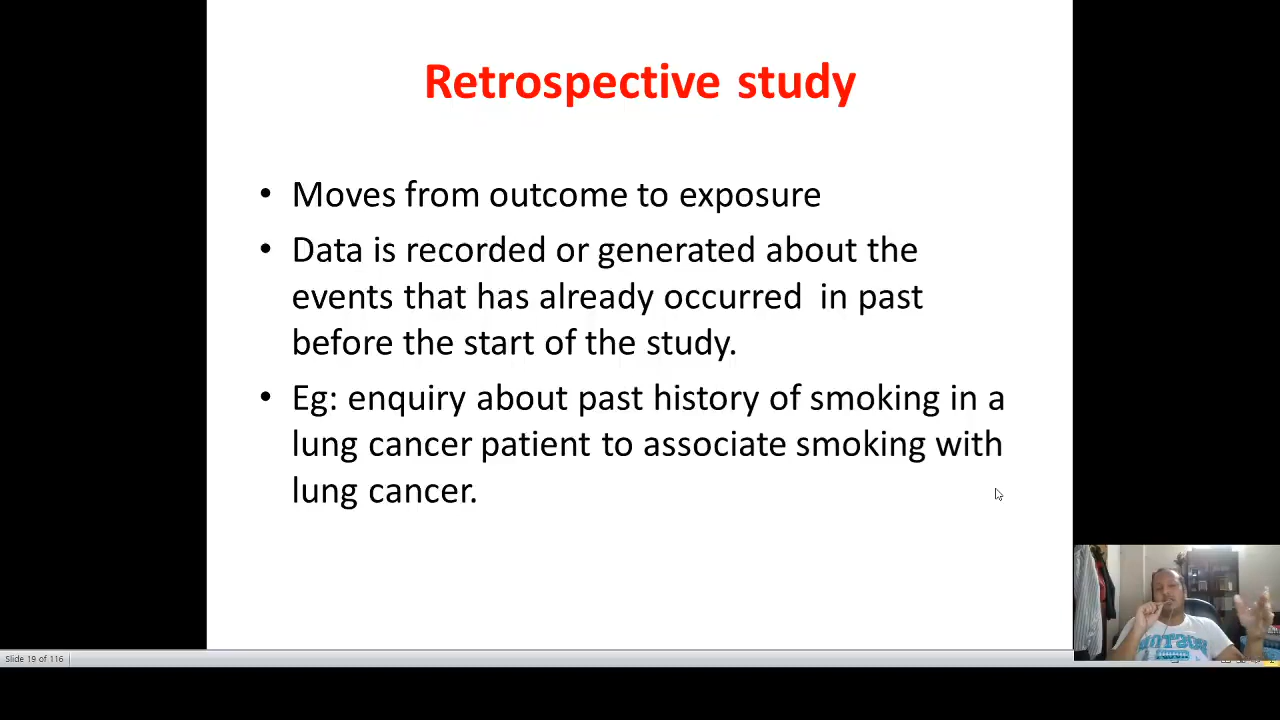 Retrospective study
• Moves from outcome to exposure
• Data is recorded or generated about the
events that has already occurred in past
before the start of the study.
• Eg: enquiry about past history of smoking in a
lung cancer patient to associate smoking with
lung cancer.
Slide 19 of 116